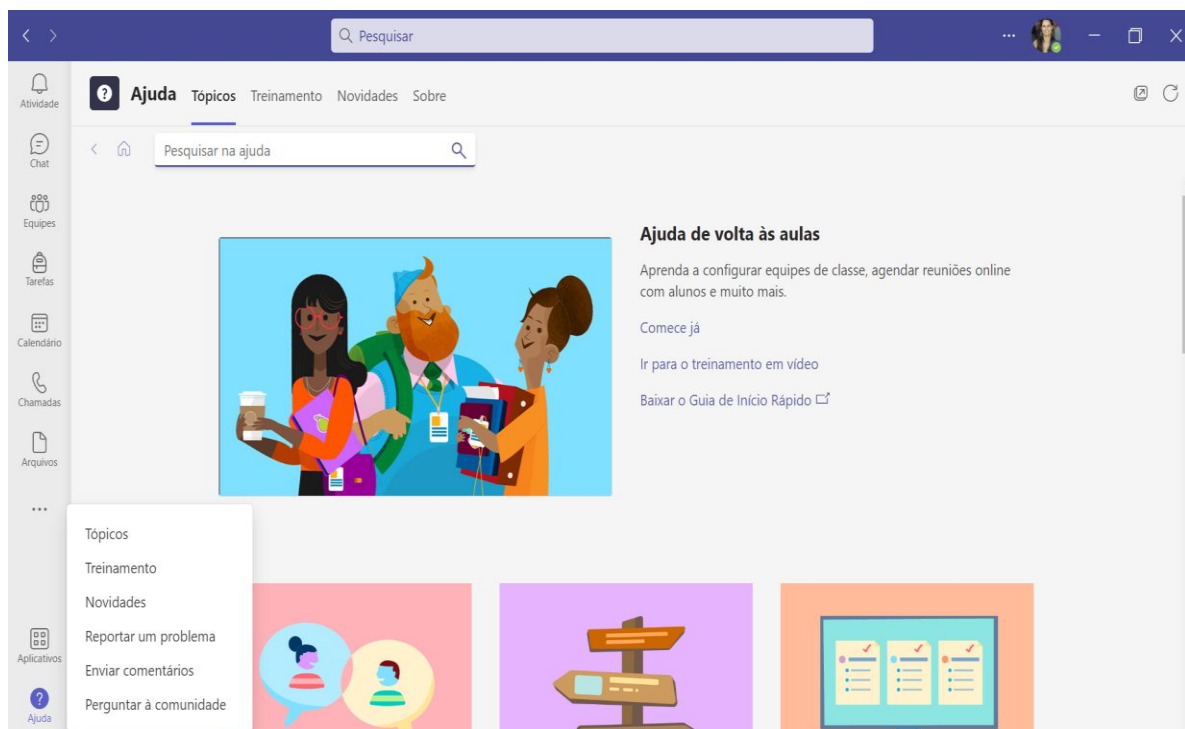 Pesquisar
Atividade
Chat
Equipes
Tarefas
Calendário
Chamadas
Arquivos
Aplicativos
Ajuda
Ajuda Tópicos Treinamento Novidades Sobre
Pesquisar na ajuda
Ajuda de volta às aulas
Aprenda a configurar equipes de classe, agendar reuniões online
com alunos e muito mais.
Comece já
Ir para o treinamento em vídeo
Baixar o Guia de Início Rápido
Tópicos
Treinamento
Novidades
Reportar um problema
Enviar comentários
Perguntar à comunidade